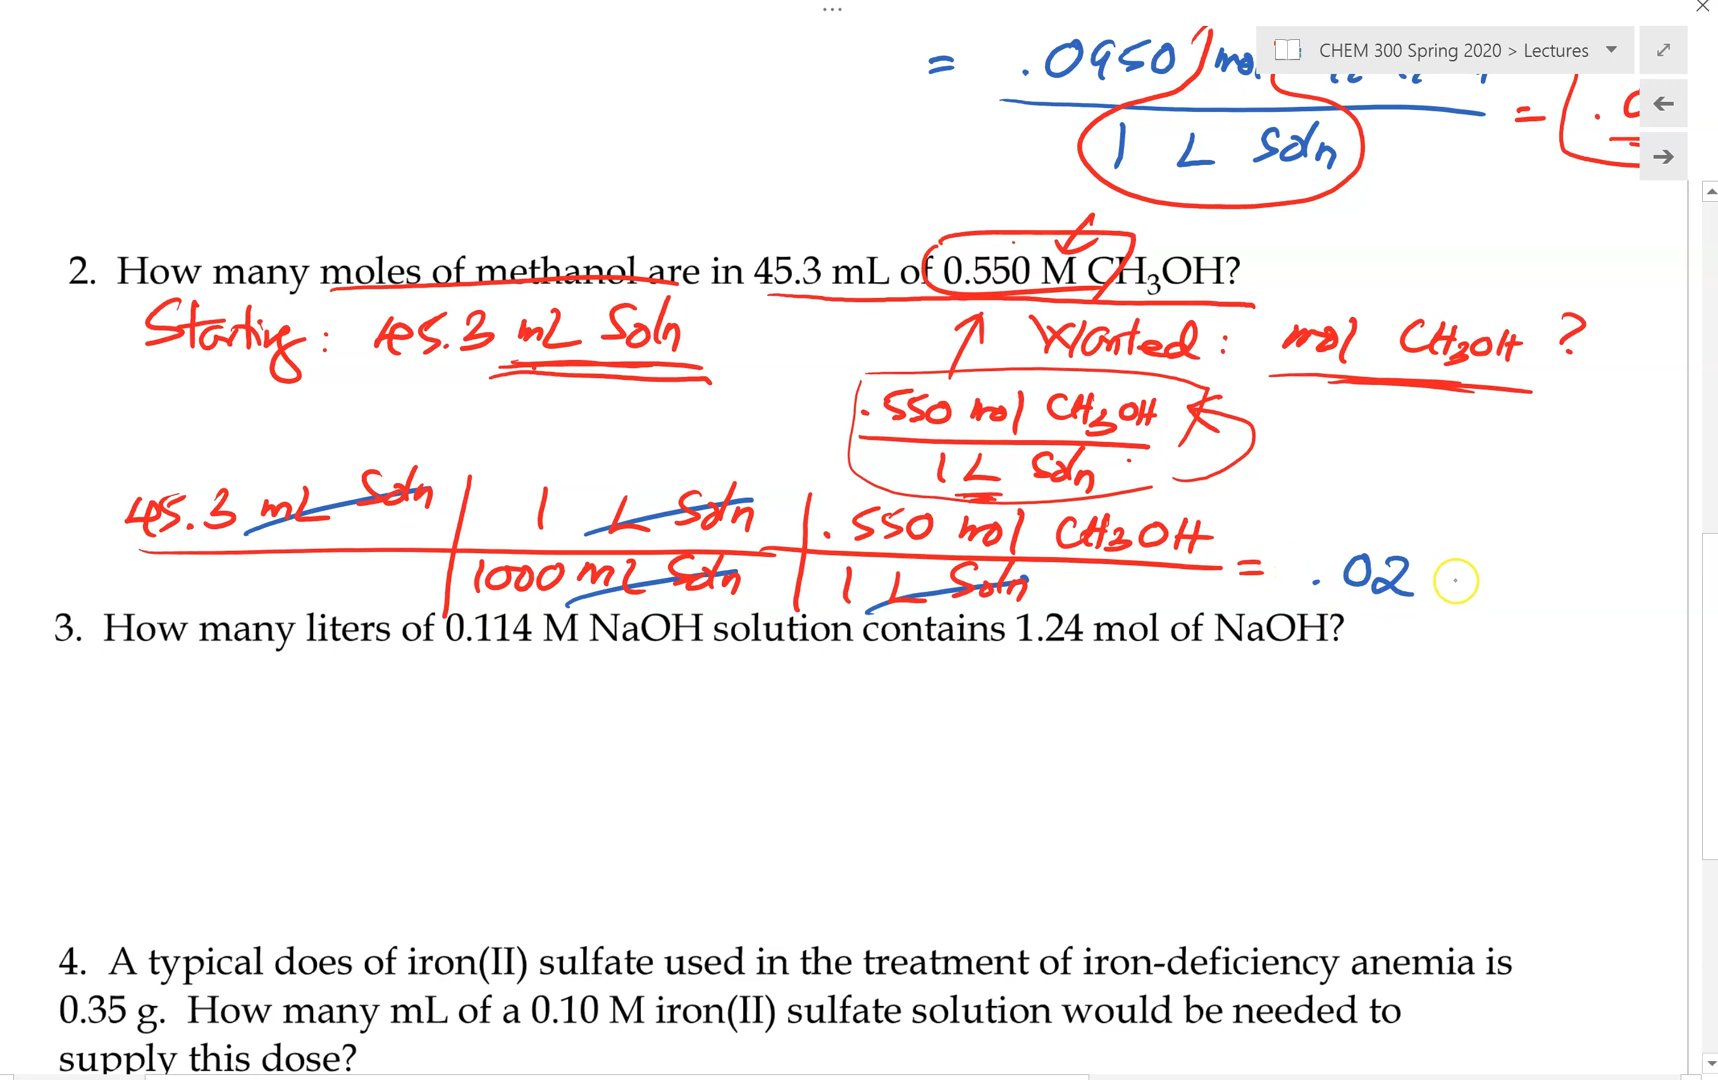 = .0950 mol
CHEM 300 Spring 2020 > Lectures
1 L Soln
=
2. How many moles of methanol are in 45.3 mL of 0.550 M CH₃OH?
Starting: 45.3 mL Soln
Wanted: mol CH3OH ?
.550 mol CH3OH
1 L Soln
45.3 mL Soln | 1 L Soln | .550 mol CH3OH
1000 mL Soln | 1 L Soln = .02
3. How many liters of 0.114 M NaOH solution contains 1.24 mol of NaOH?
4. A typical does of iron(II) sulfate used in the treatment of iron-deficiency anemia is
0.35 g. How many mL of a 0.10 M iron(II) sulfate solution would be needed to
supply this dose?